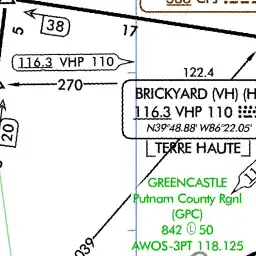 38
5
17
116.3 VHP 110
122.4
270
BRICKYARD (VH) (H
116.3 VHP 110
N39°48.88' W86°22.05'
20
TERRE HAUTE
GREENCASTLE
Putnam County Rgnl
(GPC)
842 Ⓛ 50
AWOS-3PT 118.125
039